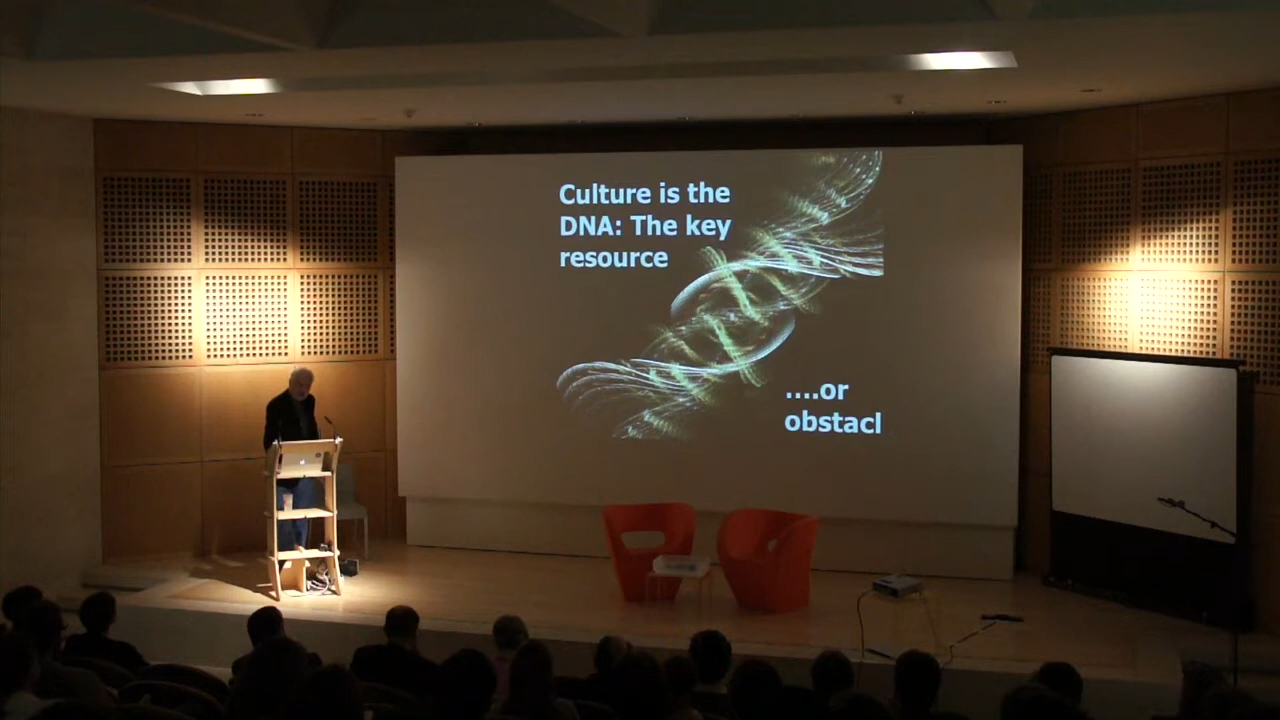 Culture is the
DNA: The key
resource
....or
obstacl